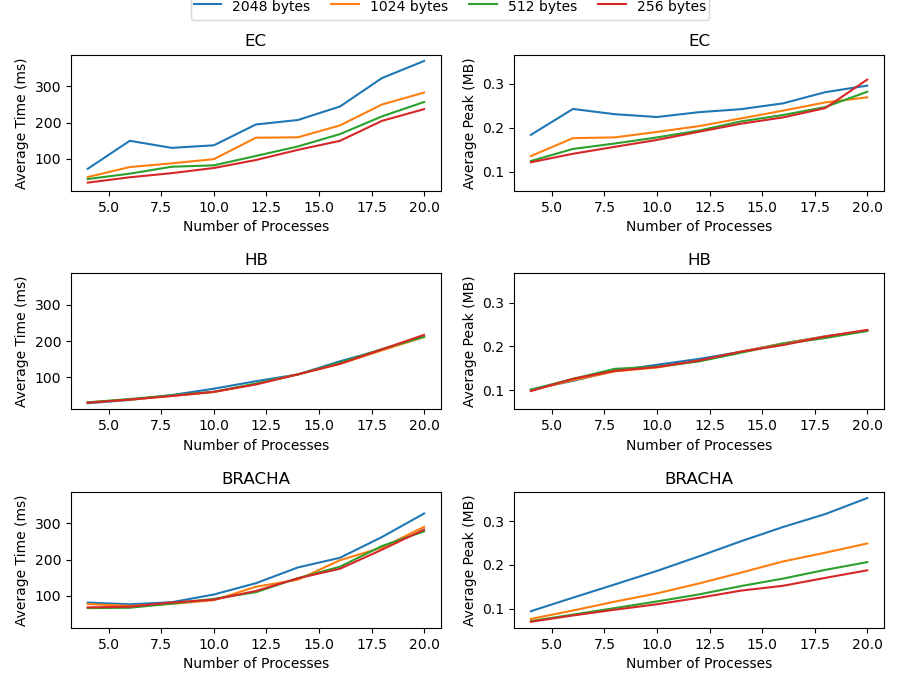 2048 bytes 1024 bytes 512 bytes 256 bytes
EC EC
Average Time (ms)
300
200
100
5.0 7.5 10.0 12.5 15.0 17.5 20.0
Number of Processes
Average Peak (MB)
0.3
0.2
0.1
5.0 7.5 10.0 12.5 15.0 17.5 20.0
Number of Processes
HB HB
Average Time (ms)
300
200
100
5.0 7.5 10.0 12.5 15.0 17.5 20.0
Number of Processes
Average Peak (MB)
0.3
0.2
0.1
5.0 7.5 10.0 12.5 15.0 17.5 20.0
Number of Processes
BRACHA BRACHA
Average Time (ms)
300
200
100
5.0 7.5 10.0 12.5 15.0 17.5 20.0
Number of Processes
Average Peak (MB)
0.3
0.2
0.1
5.0 7.5 10.0 12.5 15.0 17.5 20.0
Number of Processes